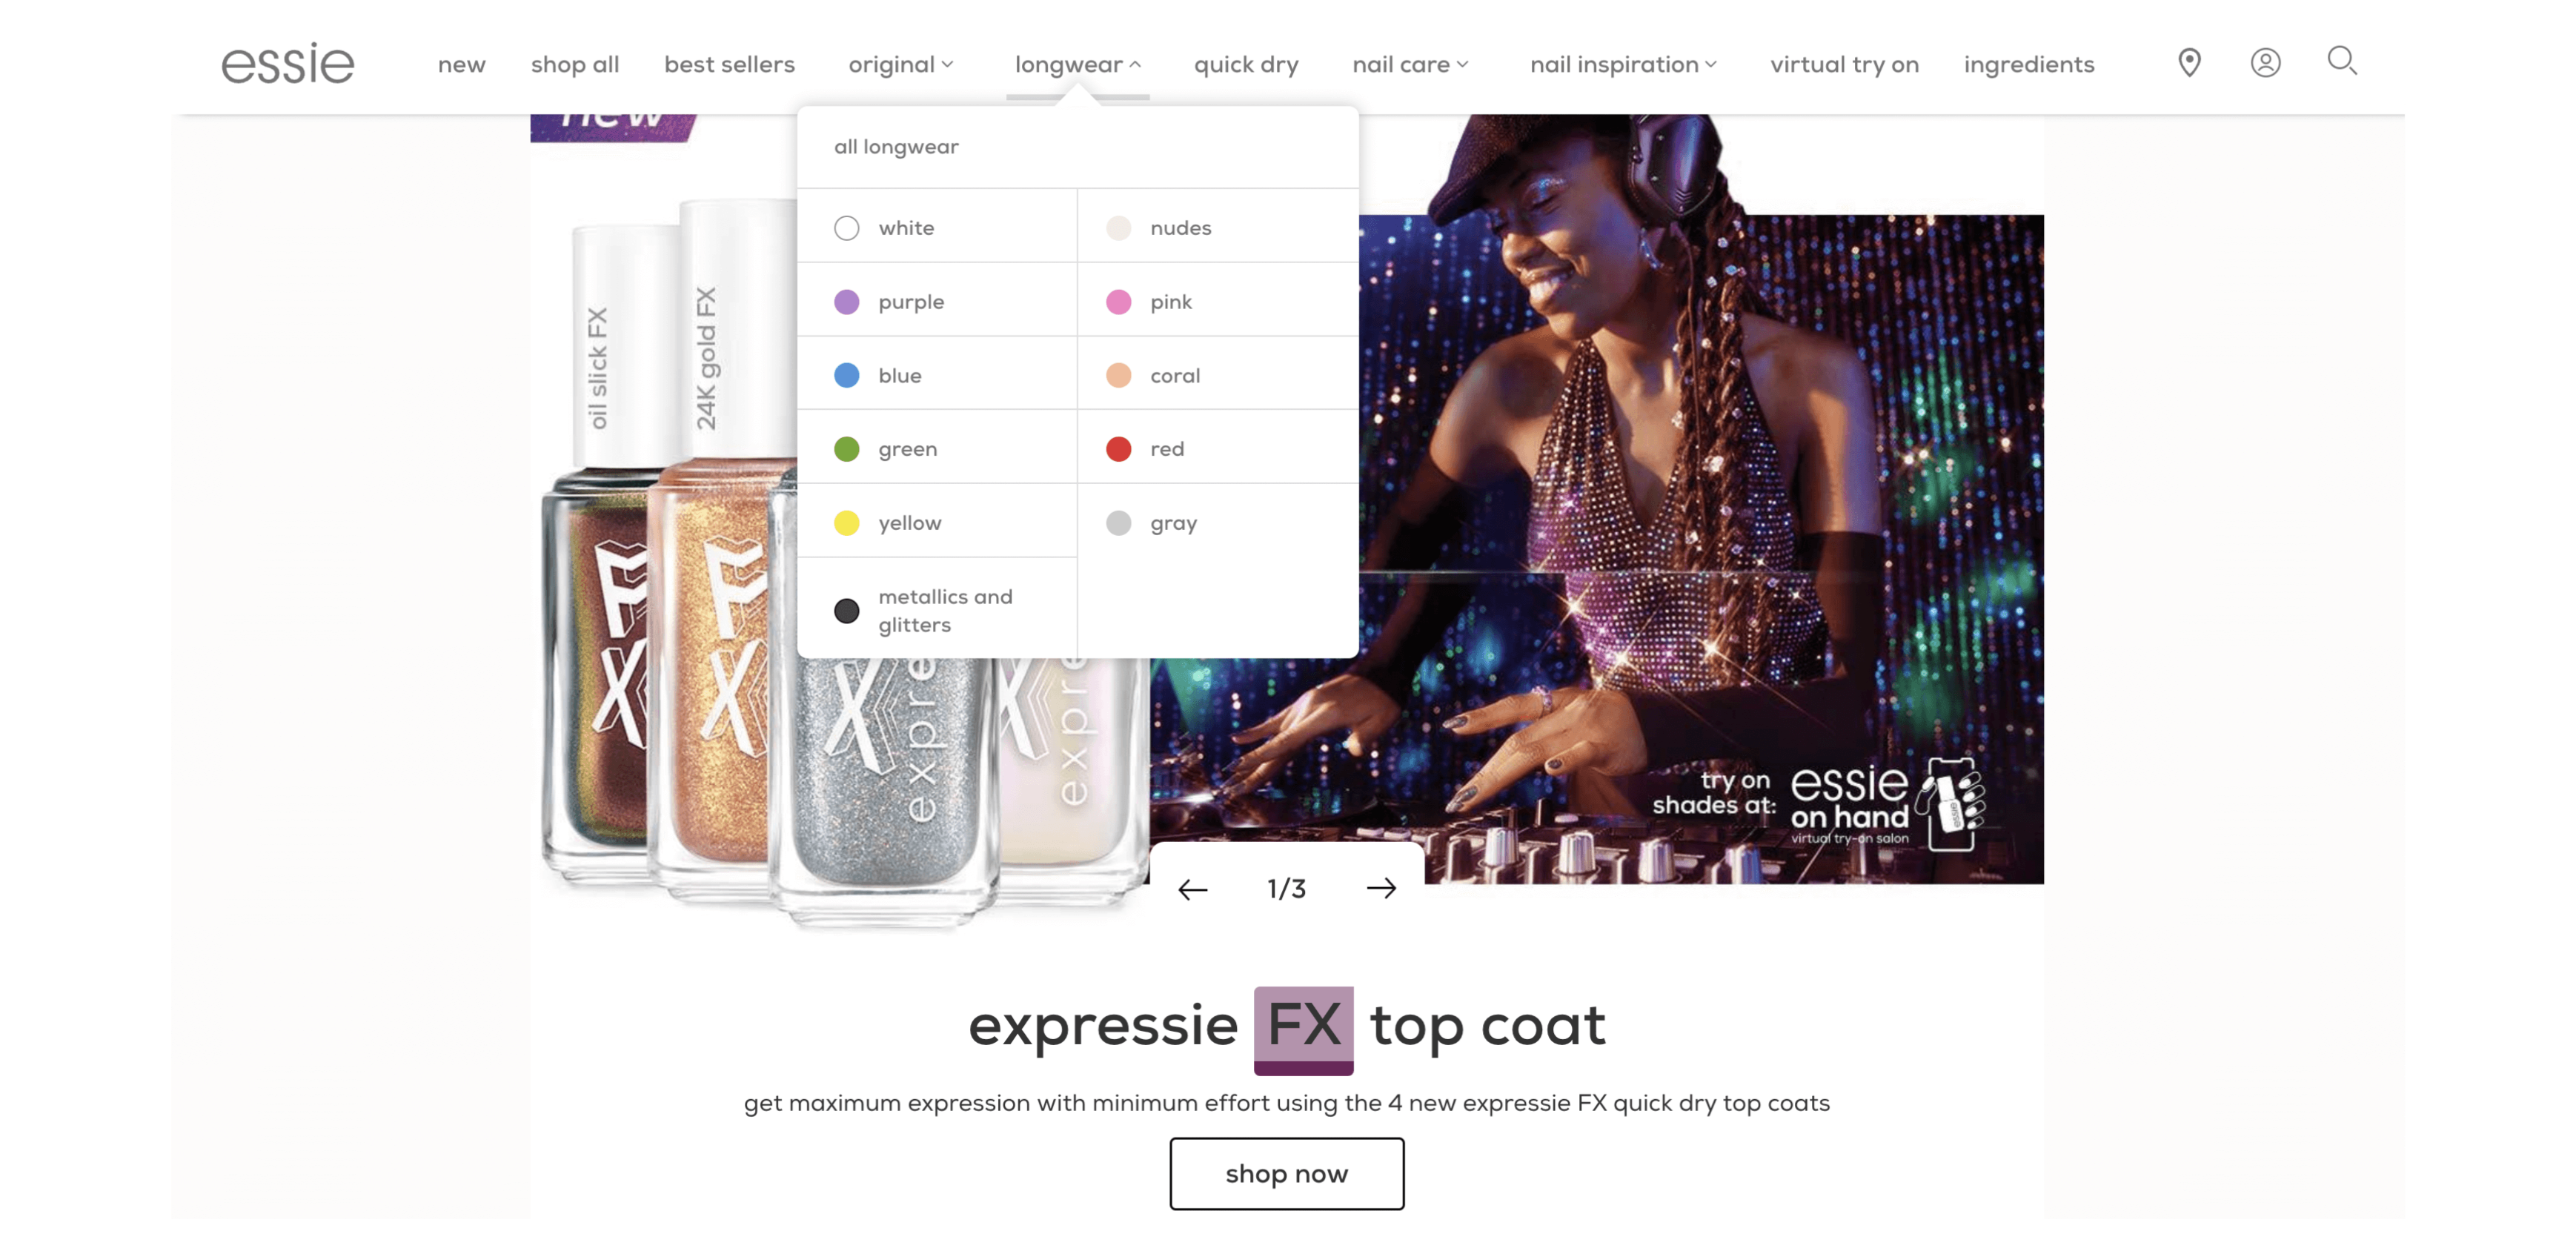 essie
new
shop all
best sellers
original
longwear
quick dry
nail care
nail inspiration
virtual try on
ingredients
new
all longwear
white
nudes
purple
pink
blue
coral
green
red
yellow
gray
metallics and
glitters
oil slick FX
24K gold FX
FX
FX
X
expre
X
expre
try on
shades at:
essie
on hand
virtual try-on salon
essie
1/3
expressie FX top coat
get maximum expression with minimum effort using the 4 new expressie FX quick dry top coats
shop now